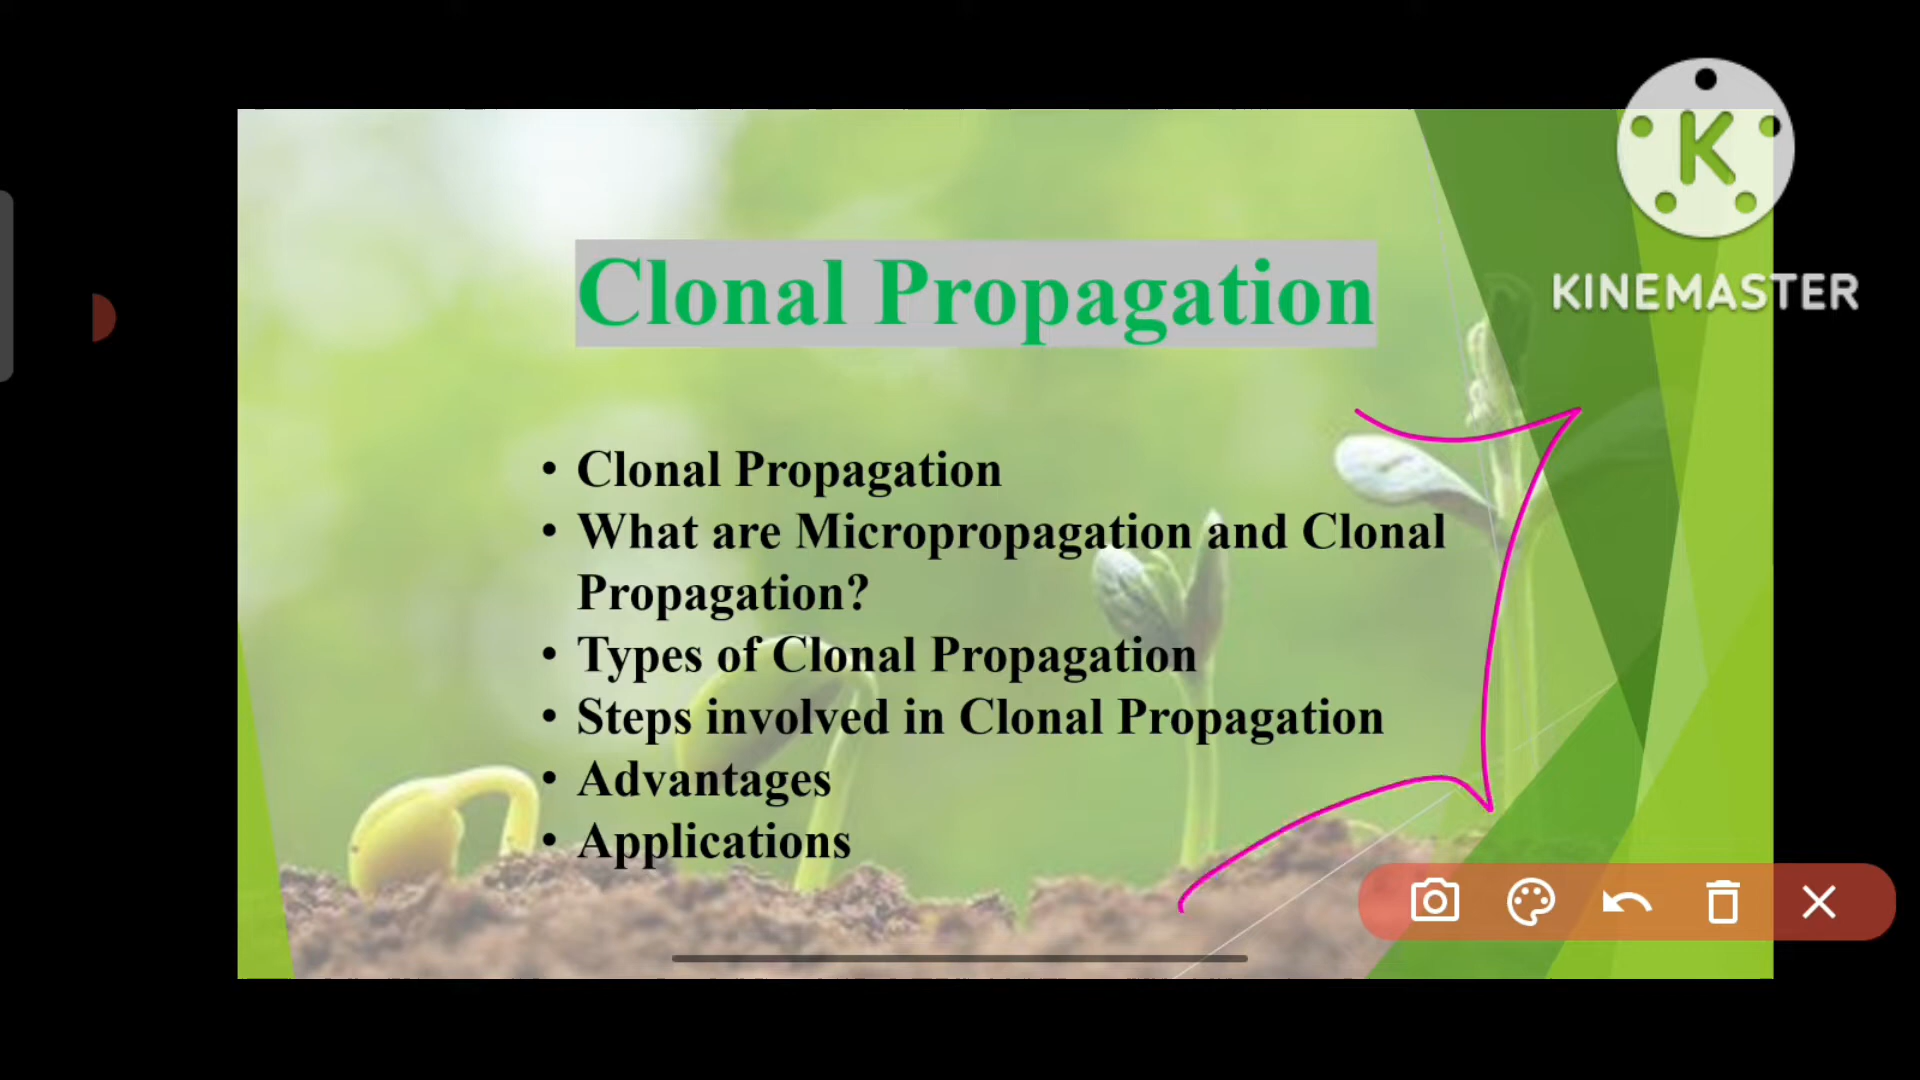 K
KINEMASTER
Clonal Propagation
• Clonal Propagation
• What are Micropropagation and Clonal
Propagation?
• Types of Clonal Propagation
• Steps involved in Clonal Propagation
• Advantages
• Applications